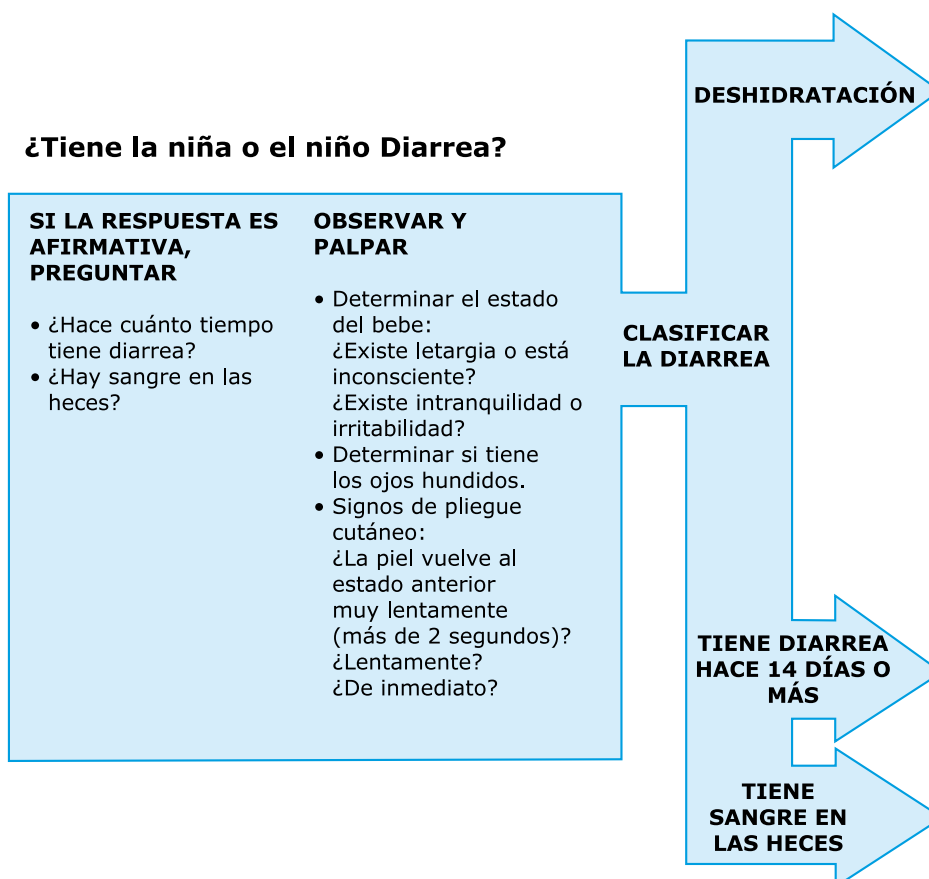 ¿Tiene la niña o el niño Diarrea?
SI LA RESPUESTA ES
AFIRMATIVA,
PREGUNTAR
• ¿Hace cuánto tiempo
tiene diarrea?
• ¿Hay sangre en las
heces?
OBSERVAR Y
PALPAR
• Determinar el estado
del bebe:
¿Existe letargia o está
inconsciente?
¿Existe intranquilidad o
irritabilidad?
• Determinar si tiene
los ojos hundidos.
• Signos de pliegue
cutáneo:
¿La piel vuelve al
estado anterior
muy lentamente
(más de 2 segundos)?
¿Lentamente?
¿De inmediato?
CLASIFICAR
LA DIARREA
DESHIDRATACIÓN
TIENE DIARREA
HACE 14 DÍAS O
MÁS
TIENE
SANGRE EN
LAS HECES